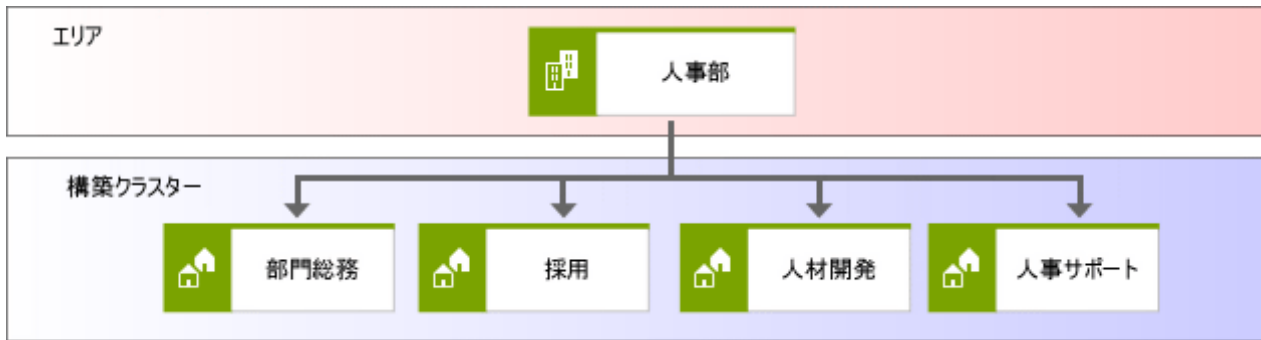 エリア
人事部
構築クラスター
部門総務
採用
人材開発
人事サポート